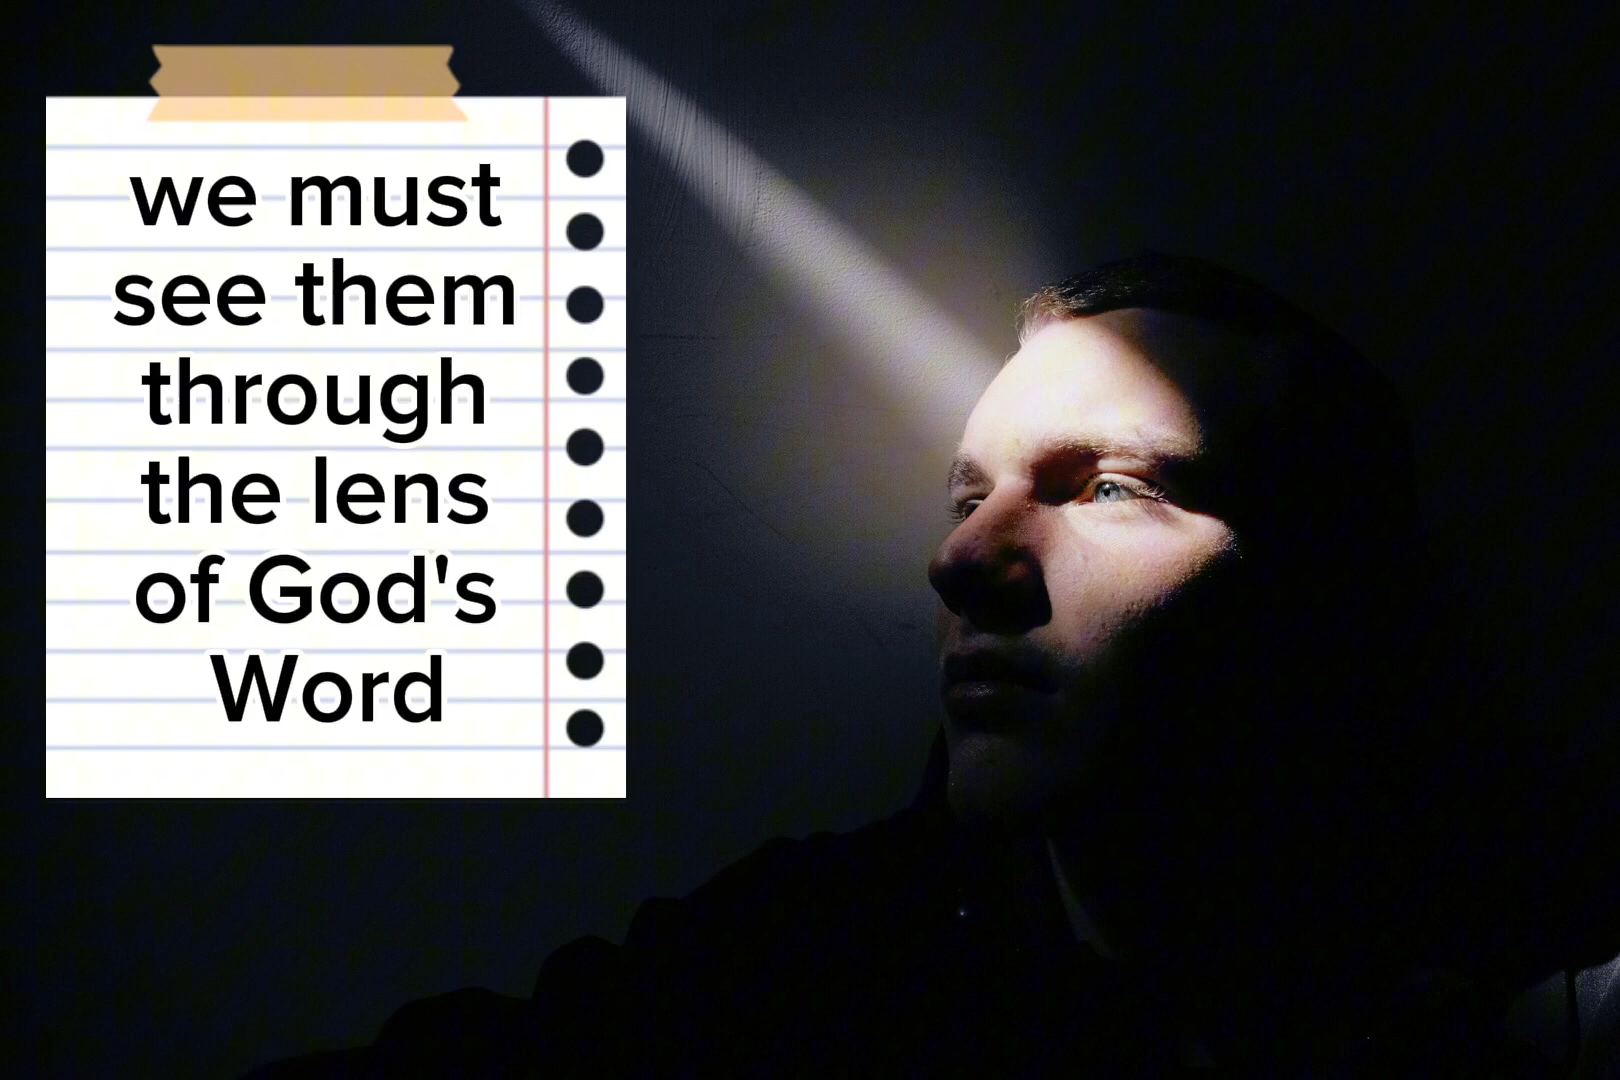 we must
see them
through
the lens
of God's
Word